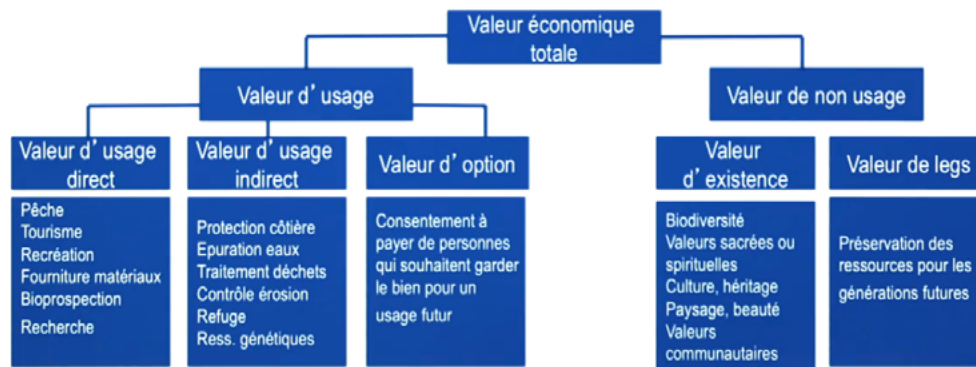 Valeur économique
totale
Valeur d' usage
Valeur de non usage
Valeur d' usage
direct
Valeur d' usage
indirect
Valeur d' option
Valeur
d' existence
Valeur de legs
Pêche
Tourisme
Recréation
Fourniture matériaux
Bioprospection
Recherche
Protection côtière
Epuration eaux
Traitement déchets
Contrôle érosion
Refuge
Ress. génétiques
Consentement à
payer de personnes
qui souhaitent garder
le bien pour un
usage futur
Biodiversité
Valeurs sacrées ou
spirituelles
Culture, héritage
Paysage, beauté
Valeurs
communautaires
Préservation des
ressources pour les
générations futures